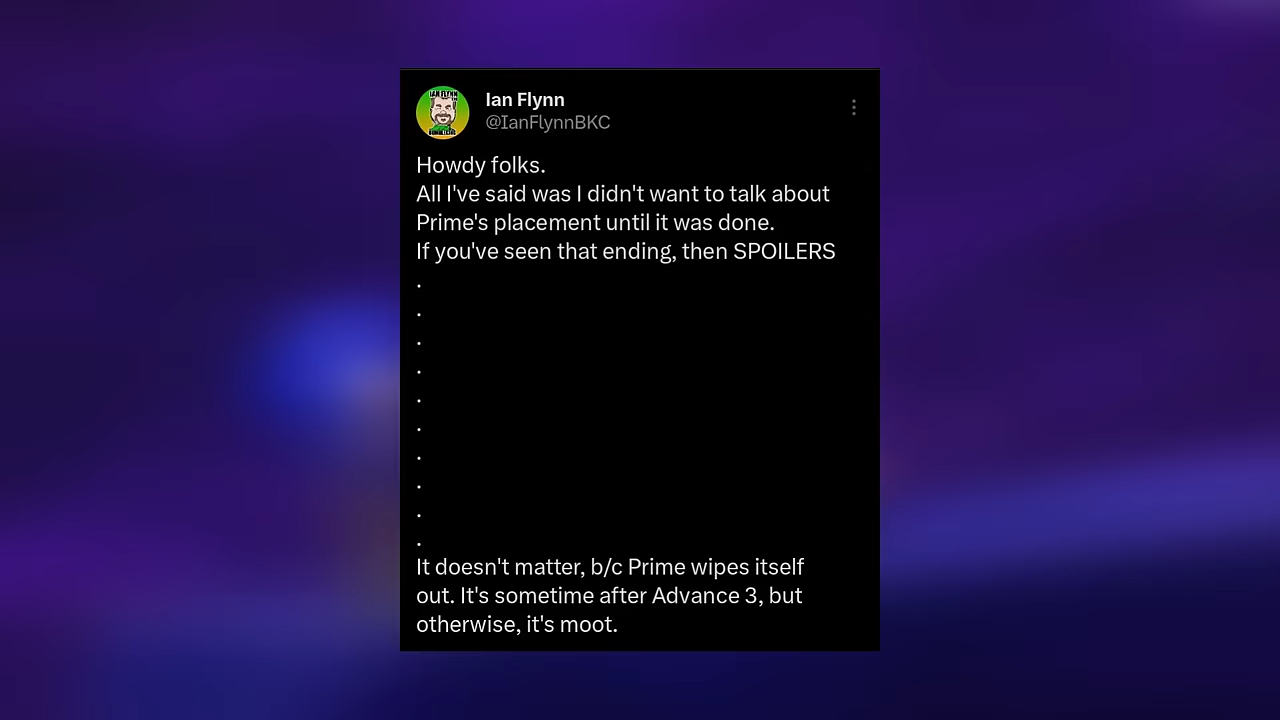 Ian Flynn
@IanFlynnBKC
Howdy folks.
All I've said was I didn't want to talk about
Prime's placement until it was done.
If you've seen that ending, then SPOILERS
.
.
.
.
.
.
.
.
.
.
It doesn't matter, b/c Prime wipes itself
out. It's sometime after Advance 3, but
otherwise, it's moot.